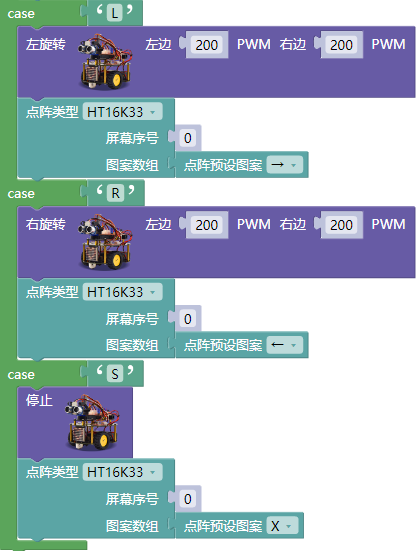 case ‘ L ’
左旋转 左边 200 PWM 右边 200 PWM
点阵类型 HT16K33
屏幕序号 0
图案数组 点阵预设图案 →
case ‘ R ’
右旋转 左边 200 PWM 右边 200 PWM
点阵类型 HT16K33
屏幕序号 0
图案数组 点阵预设图案 ←
case ‘ S ’
停止
点阵类型 HT16K33
屏幕序号 0
图案数组 点阵预设图案 X